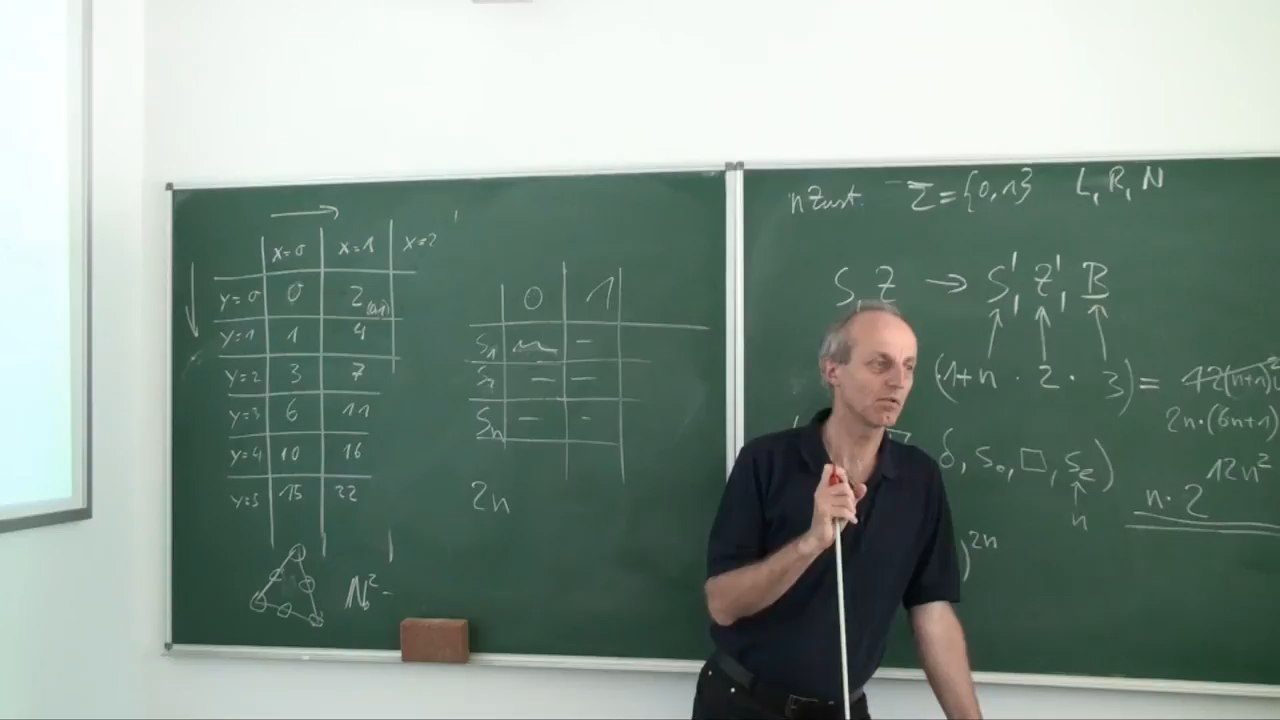 x=0 x=1 x=2
y=0 0 2
y=1 1 4
y=2 3 7
y=3 6 11
y=4 10 16
y=5 15 22
0 1
S₁ –
S₂ – –
Sₙ – –
2n
n Zust. Σ={0,1} L, R, N
S, Z → S', Z', B
(1+n · 2 · 3) =
2n·(6n+1)
δ, S₀, □, Sₑ)
12n²
n
n·2
)²ⁿ